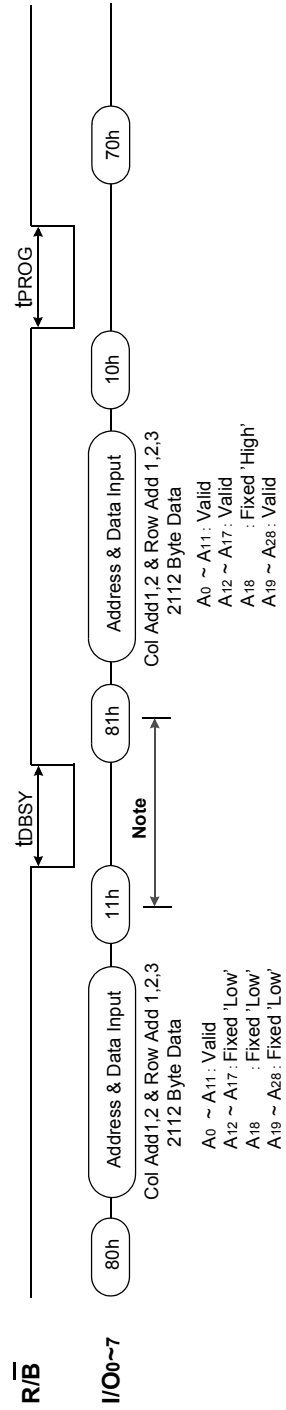 R/B
tDBSY
tPROG
I/O0~7
80h
Address & Data Input
11h
81h
Address & Data Input
10h
70h
Col Add1,2 & Row Add 1,2,3
2112 Byte Data
Note
Col Add1,2 & Row Add 1,2,3
2112 Byte Data
A0 ~ A11 : Valid
A12 ~ A17 : Fixed 'Low'
A18 : Fixed 'Low'
A19 ~ A28 : Fixed 'Low'
A0 ~ A11 : Valid
A12 ~ A17 : Valid
A18 : Fixed 'High'
A19 ~ A28 : Valid